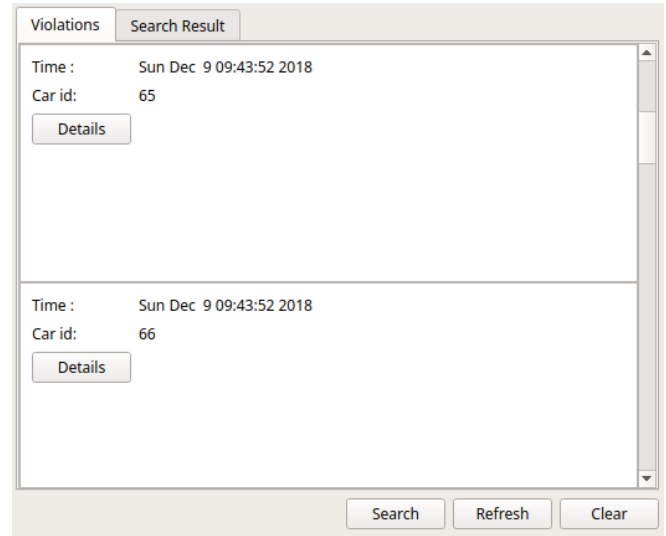 Violations Search Result
Time : Sun Dec  9 09:43:52 2018
Car id: 65
Details
Time : Sun Dec  9 09:43:52 2018
Car id: 66
Details
Search Refresh Clear